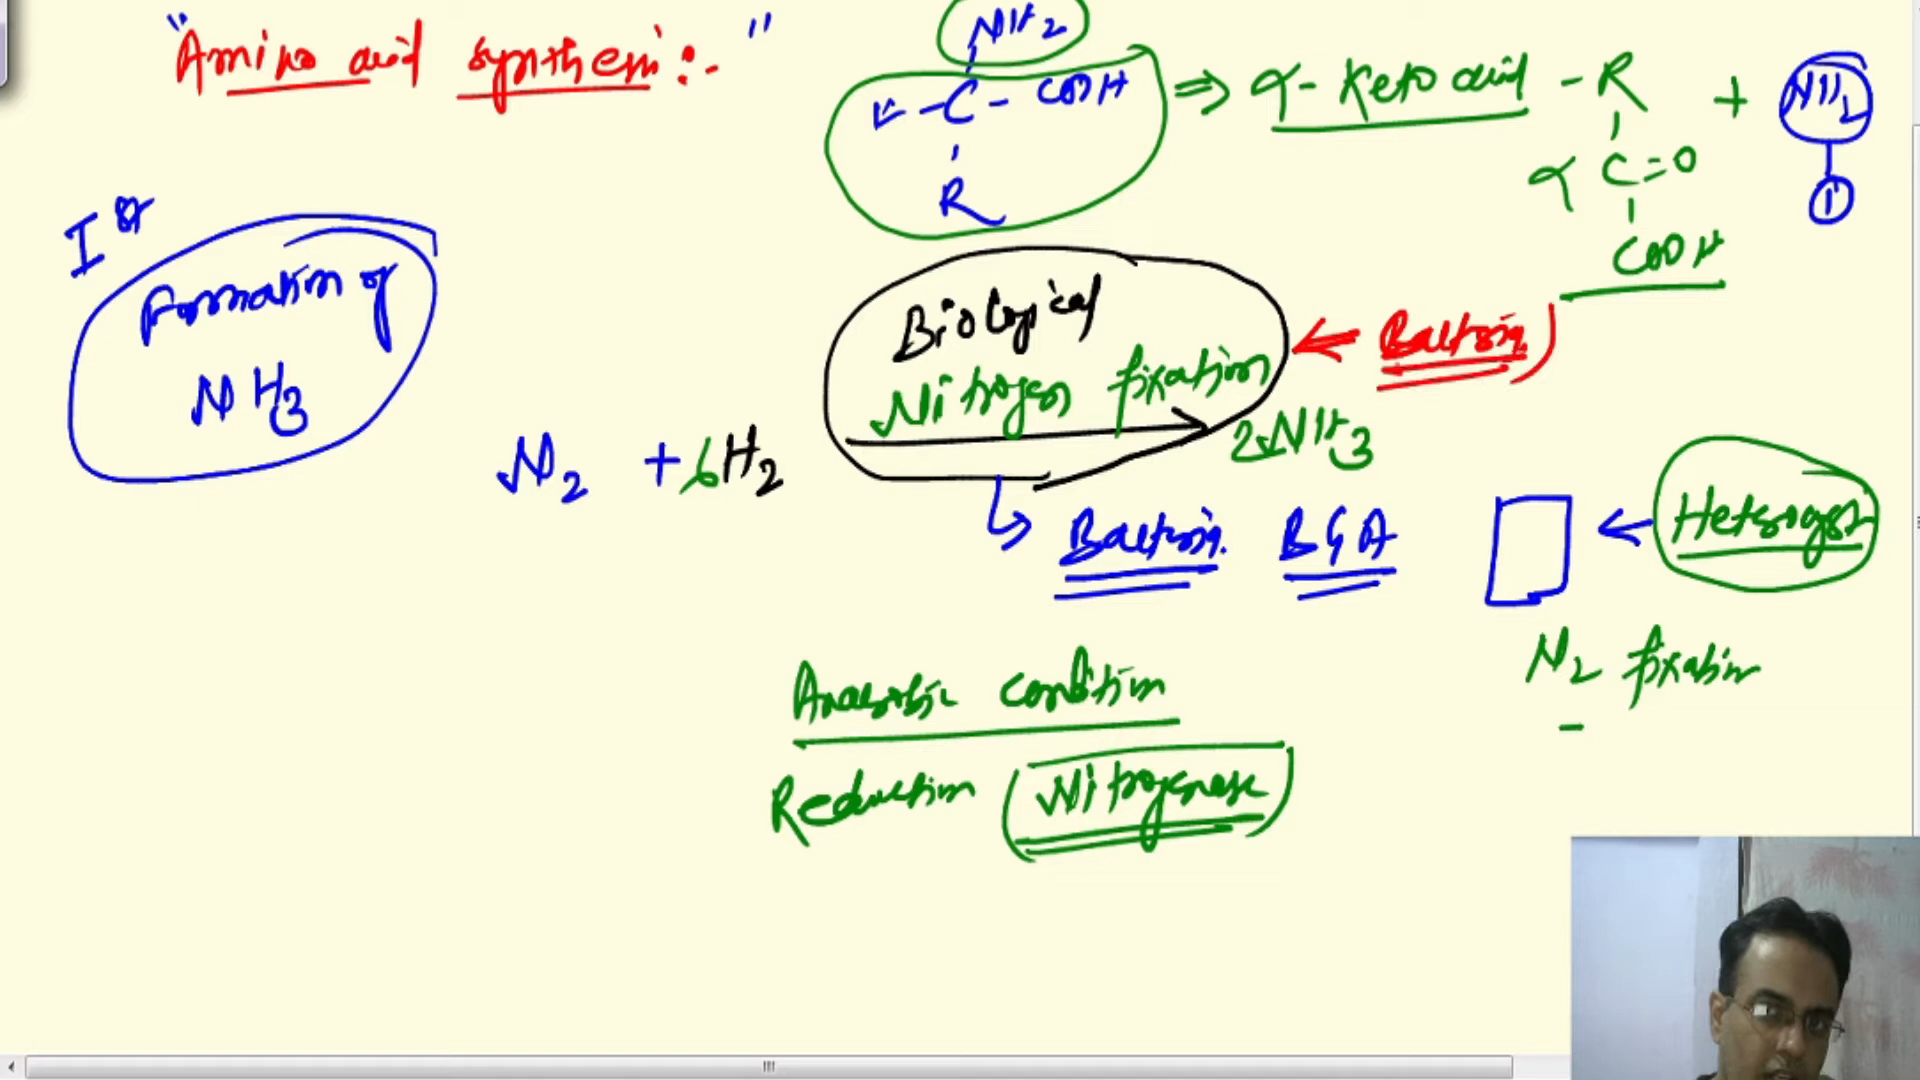 "Amino acid synthesis:-"
NH2
H - C - COOH ⇒ α-Keto acid - R + NH2
R
α C=O
COOH
1
Ist
Formation of
NH3
Biological
Nitrogen fixation
← Bacteria)
N2 + 6H2 → 2NH3
Bacteria BGA
← Heterocyst
N2 fixation
Anaerobic condition
Reduction (Nitrogenase)